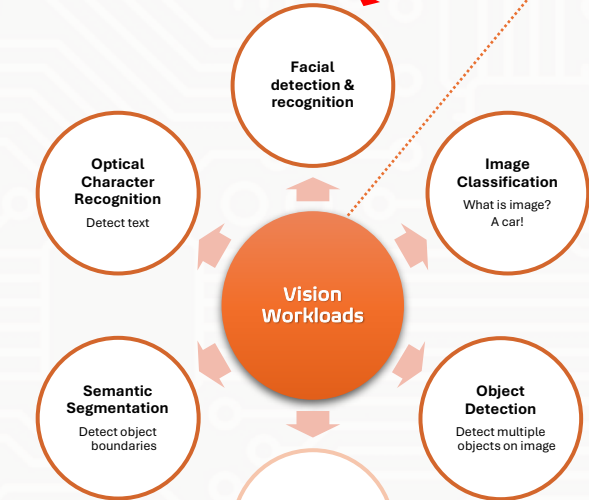 Facial
detection &
recognition
Optical
Character
Recognition
Detect text
Image
Classification
What is image?
A car!
Vision
Workloads
Semantic
Segmentation
Detect object
boundaries
Object
Detection
Detect multiple
objects on image